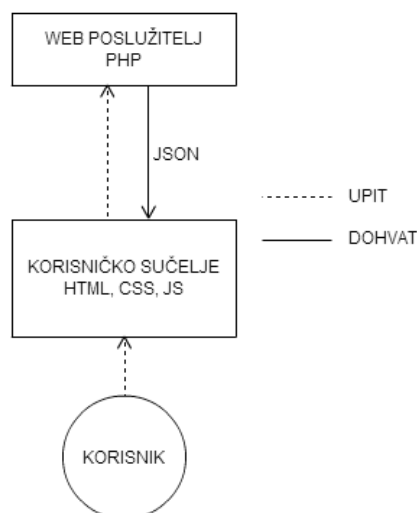 WEB POSLUŽITELJ
PHP
JSON
UPIT
DOHVAT
KORISNIČKO SUČELJE
HTML, CSS, JS
KORISNIK